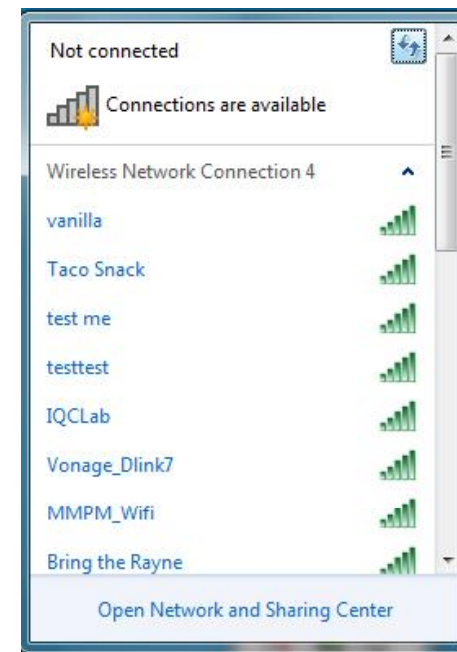 Not connected
Connections are available
Wireless Network Connection 4
vanilla
Taco Snack
test me
testtest
IQCLab
Vonage_Dlink7
MMPM_Wifi
Bring the Rayne
Open Network and Sharing Center